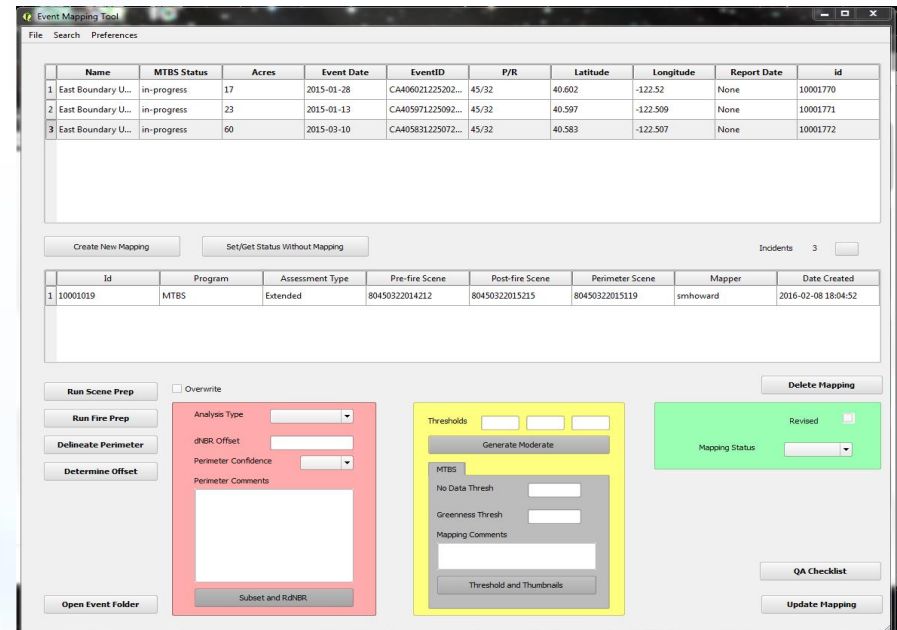 Event Mapping Tool
File Search Preferences
Name MTBS Status Acres Event Date EventID P/R Latitude Longitude Report Date id
1 East Boundary U... in-progress 17 2015-01-28 CA406021225202... 45/32 40.602 -122.52 None 10001770
2 East Boundary U... in-progress 23 2015-01-13 CA405971225092... 45/32 40.597 -122.509 None 10001771
3 East Boundary U... in-progress 60 2015-03-10 CA405831225072... 45/32 40.583 -122.507 None 10001772
Create New Mapping Set/Get Status Without Mapping Incidents 3
Id Program Assessment Type Pre-fire Scene Post-fire Scene Perimeter Scene Mapper Date Created
1 10001019 MTBS Extended 80450322014212 80450322015215 80450322015119 smhoward 2016-02-08 18:04:52
Run Scene Prep Overwrite Delete Mapping
Run Fire Prep Analysis Type Thresholds Revised
Delineate Perimeter dNBR Offset Generate Moderate Mapping Status
Determine Offset Perimeter Confidence MTBS
Perimeter Comments No Data Thresh
Greenness Thresh
Mapping Comments
QA Checklist
Threshold and Thumbnails
Open Event Folder Subset and RdNBR Update Mapping